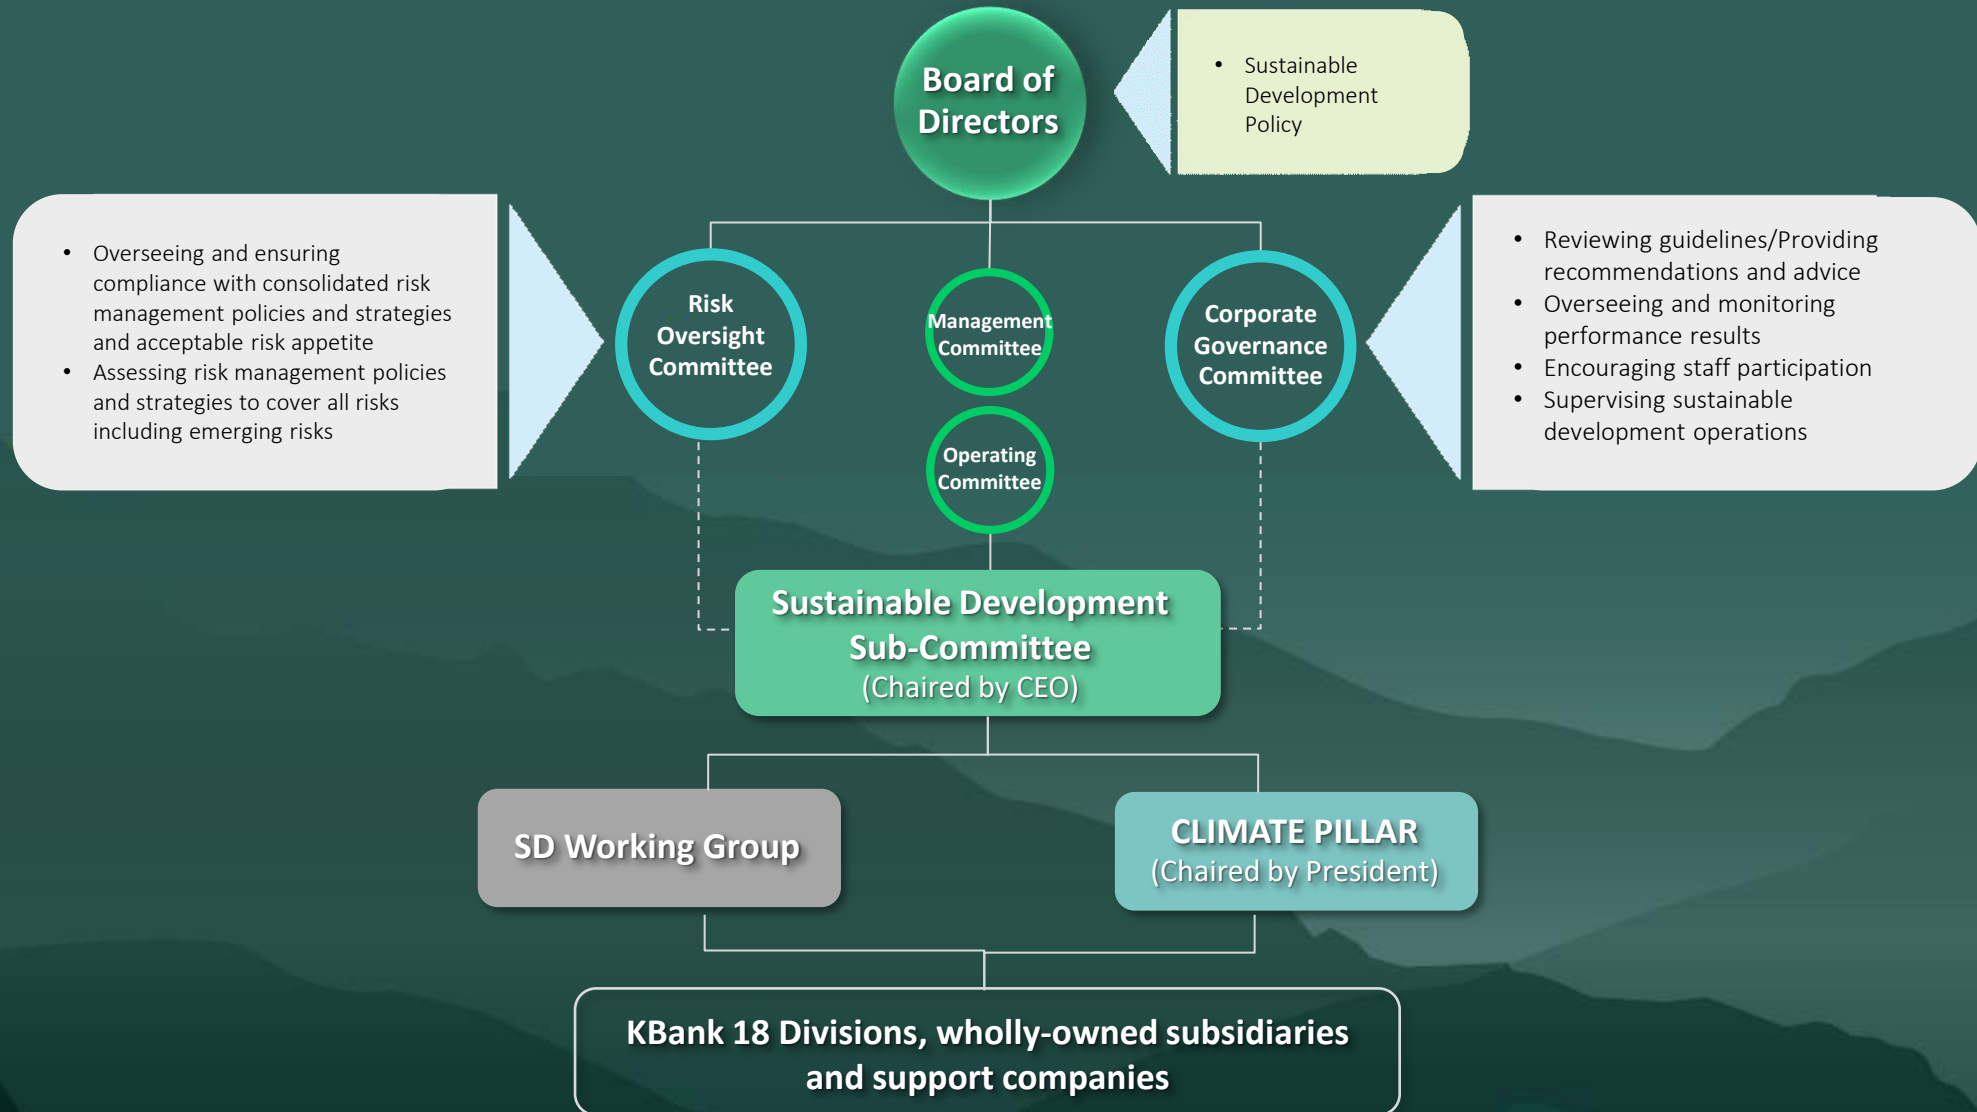 Board of
Directors
• Sustainable
Development
Policy
• Overseeing and ensuring
compliance with consolidated risk
management policies and strategies
and acceptable risk appetite
• Assessing risk management policies
and strategies to cover all risks
including emerging risks
Risk
Oversight
Committee
Management
Committee
Operating
Committee
Corporate
Governance
Committee
• Reviewing guidelines/Providing
recommendations and advice
• Overseeing and monitoring
performance results
• Encouraging staff participation
• Supervising sustainable
development operations
Sustainable Development
Sub-Committee
(Chaired by CEO)
SD Working Group
CLIMATE PILLAR
(Chaired by President)
KBank 18 Divisions, wholly-owned subsidiaries
and support companies